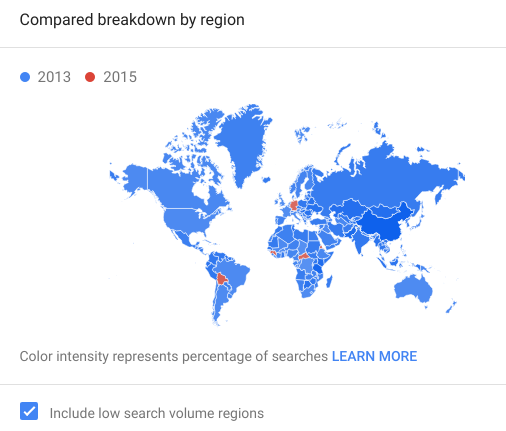 Compared breakdown by region
2013 2015
Color intensity represents percentage of searches LEARN MORE
Include low search volume regions